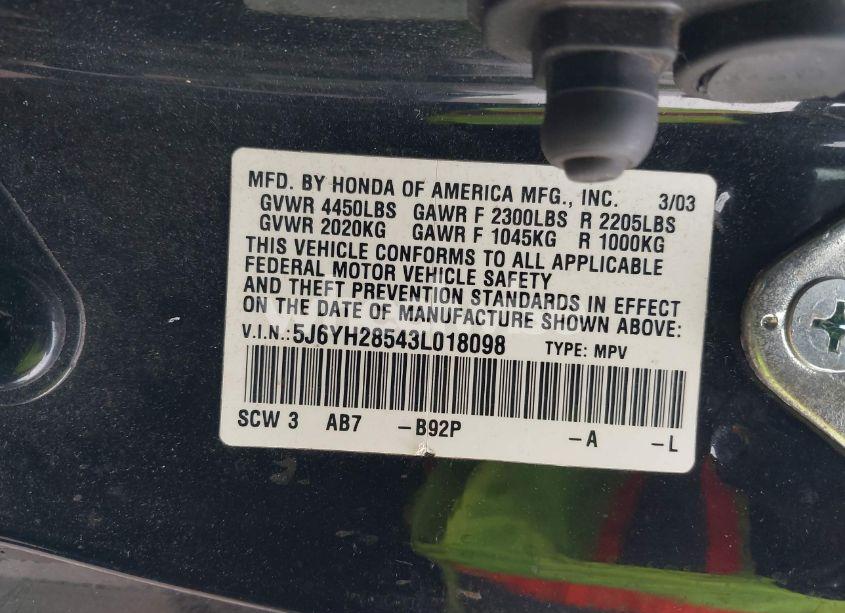 MFD. BY HONDA OF AMERICA MFG., INC. 3/03
GVWR 4450LBS GAWR F 2300LBS R 2205LBS
GVWR 2020KG GAWR F 1045KG R 1000KG
THIS VEHICLE CONFORMS TO ALL APPLICABLE
FEDERAL MOTOR VEHICLE SAFETY
AND THEFT PREVENTION STANDARDS IN EFFECT
ON THE DATE OF MANUFACTURE SHOWN ABOVE:
V.I.N.: 5J6YH28543L018098 TYPE: MPV
SCW 3 AB7 –B92P –A –L